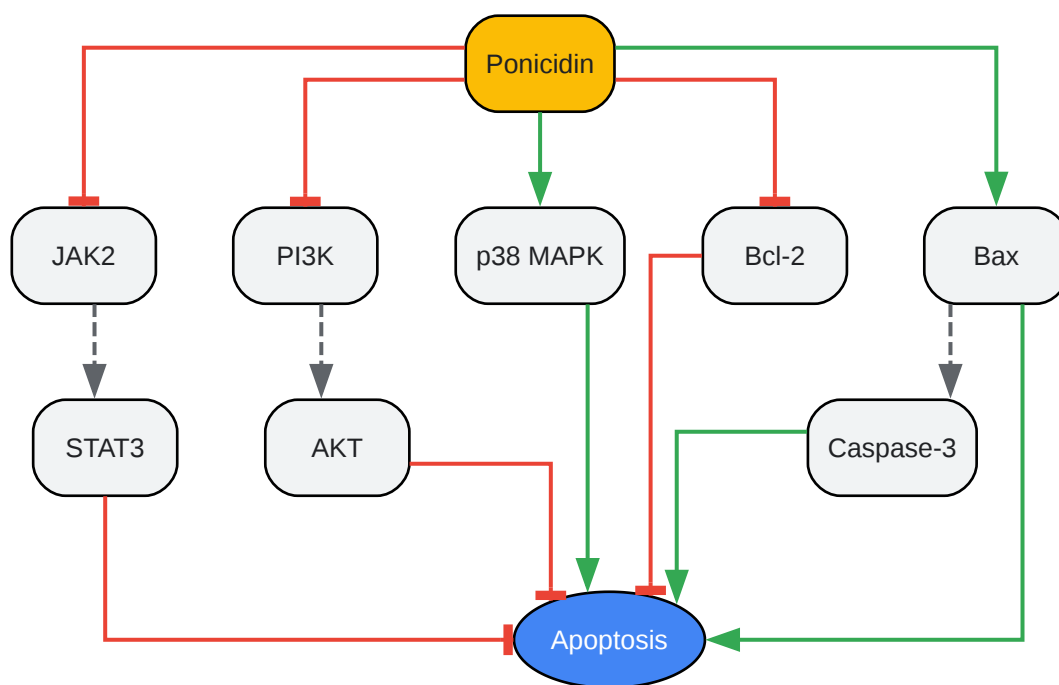 Ponicidin
JAK2
PI3K
p38 MAPK
Bcl-2
Bax
STAT3
AKT
Caspase-3
Apoptosis